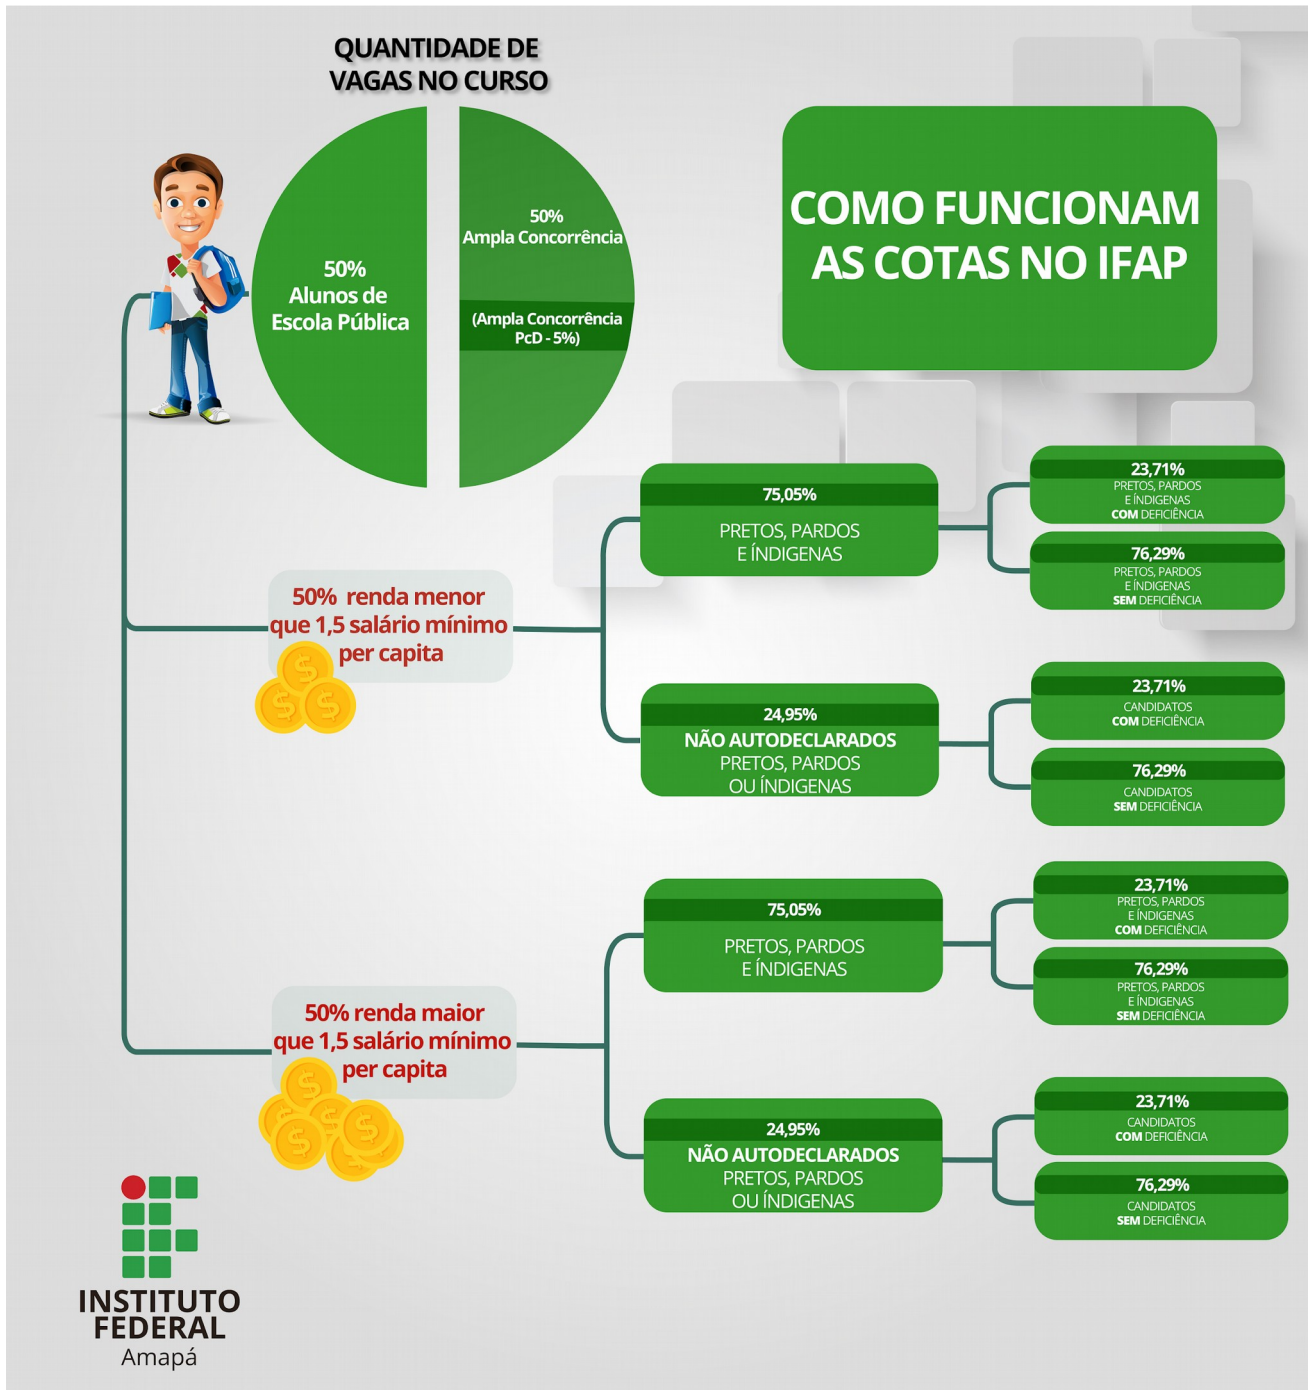 QUANTIDADE DE
VAGAS NO CURSO
50%
Alunos de
Escola Pública
50%
Ampla Concorrência
(Ampla Concorrência
PcD - 5%)
COMO FUNCIONAM
AS COTAS NO IFAP
50% renda menor
que 1,5 salário mínimo
per capita
75,05%
PRETOS, PARDOS
E ÍNDIGENAS
23,71%
PRETOS, PARDOS
E ÍNDIGENAS
COM DEFICIÊNCIA
76,29%
PRETOS, PARDOS
E ÍNDIGENAS
SEM DEFICIÊNCIA
24,95%
NÃO AUTODECLARADOS
PRETOS, PARDOS
OU ÍNDIGENAS
23,71%
CANDIDATOS
COM DEFICIÊNCIA
76,29%
CANDIDATOS
SEM DEFICIÊNCIA
50% renda maior
que 1,5 salário mínimo
per capita
75,05%
PRETOS, PARDOS
E ÍNDIGENAS
23,71%
PRETOS, PARDOS
E ÍNDIGENAS
COM DEFICIÊNCIA
76,29%
PRETOS, PARDOS
E ÍNDIGENAS
SEM DEFICIÊNCIA
24,95%
NÃO AUTODECLARADOS
PRETOS, PARDOS
OU ÍNDIGENAS
23,71%
CANDIDATOS
COM DEFICIÊNCIA
76,29%
CANDIDATOS
SEM DEFICIÊNCIA
INSTITUTO
FEDERAL
Amapá